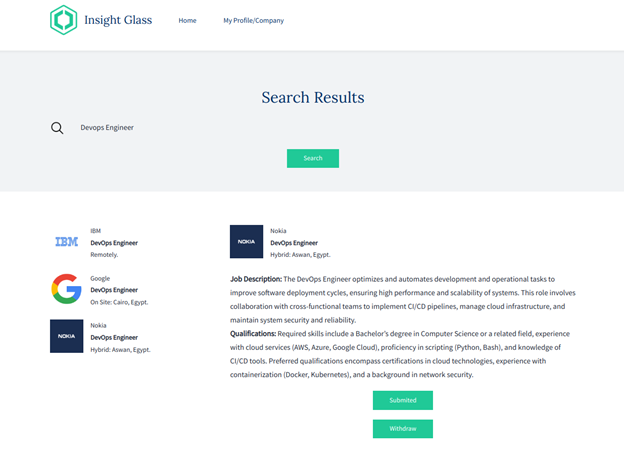 Insight Glass
Home
My Profile/Company
Search Results
Devops Engineer
Search
IBM
IBM
DevOps Engineer
Remotely.
Google
DevOps Engineer
On Site: Cairo, Egypt.
NOKIA
Nokia
DevOps Engineer
Hybrid: Aswan, Egypt.
NOKIA
Nokia
DevOps Engineer
Hybrid: Aswan, Egypt.
Job Description: The DevOps Engineer optimizes and automates development and operational tasks to
improve software deployment cycles, ensuring high performance and scalability of systems. This role involves
collaboration with cross-functional teams to implement CI/CD pipelines, manage cloud infrastructure, and
maintain system security and reliability.
Qualifications: Required skills include a Bachelor's degree in Computer Science or a related field, experience
with cloud services (AWS, Azure, Google Cloud), proficiency in scripting (Python, Bash), and knowledge of
CI/CD tools. Preferred qualifications encompass certifications in cloud technologies, experience with
containerization (Docker, Kubernetes), and a background in network security.
Submited
Withdraw